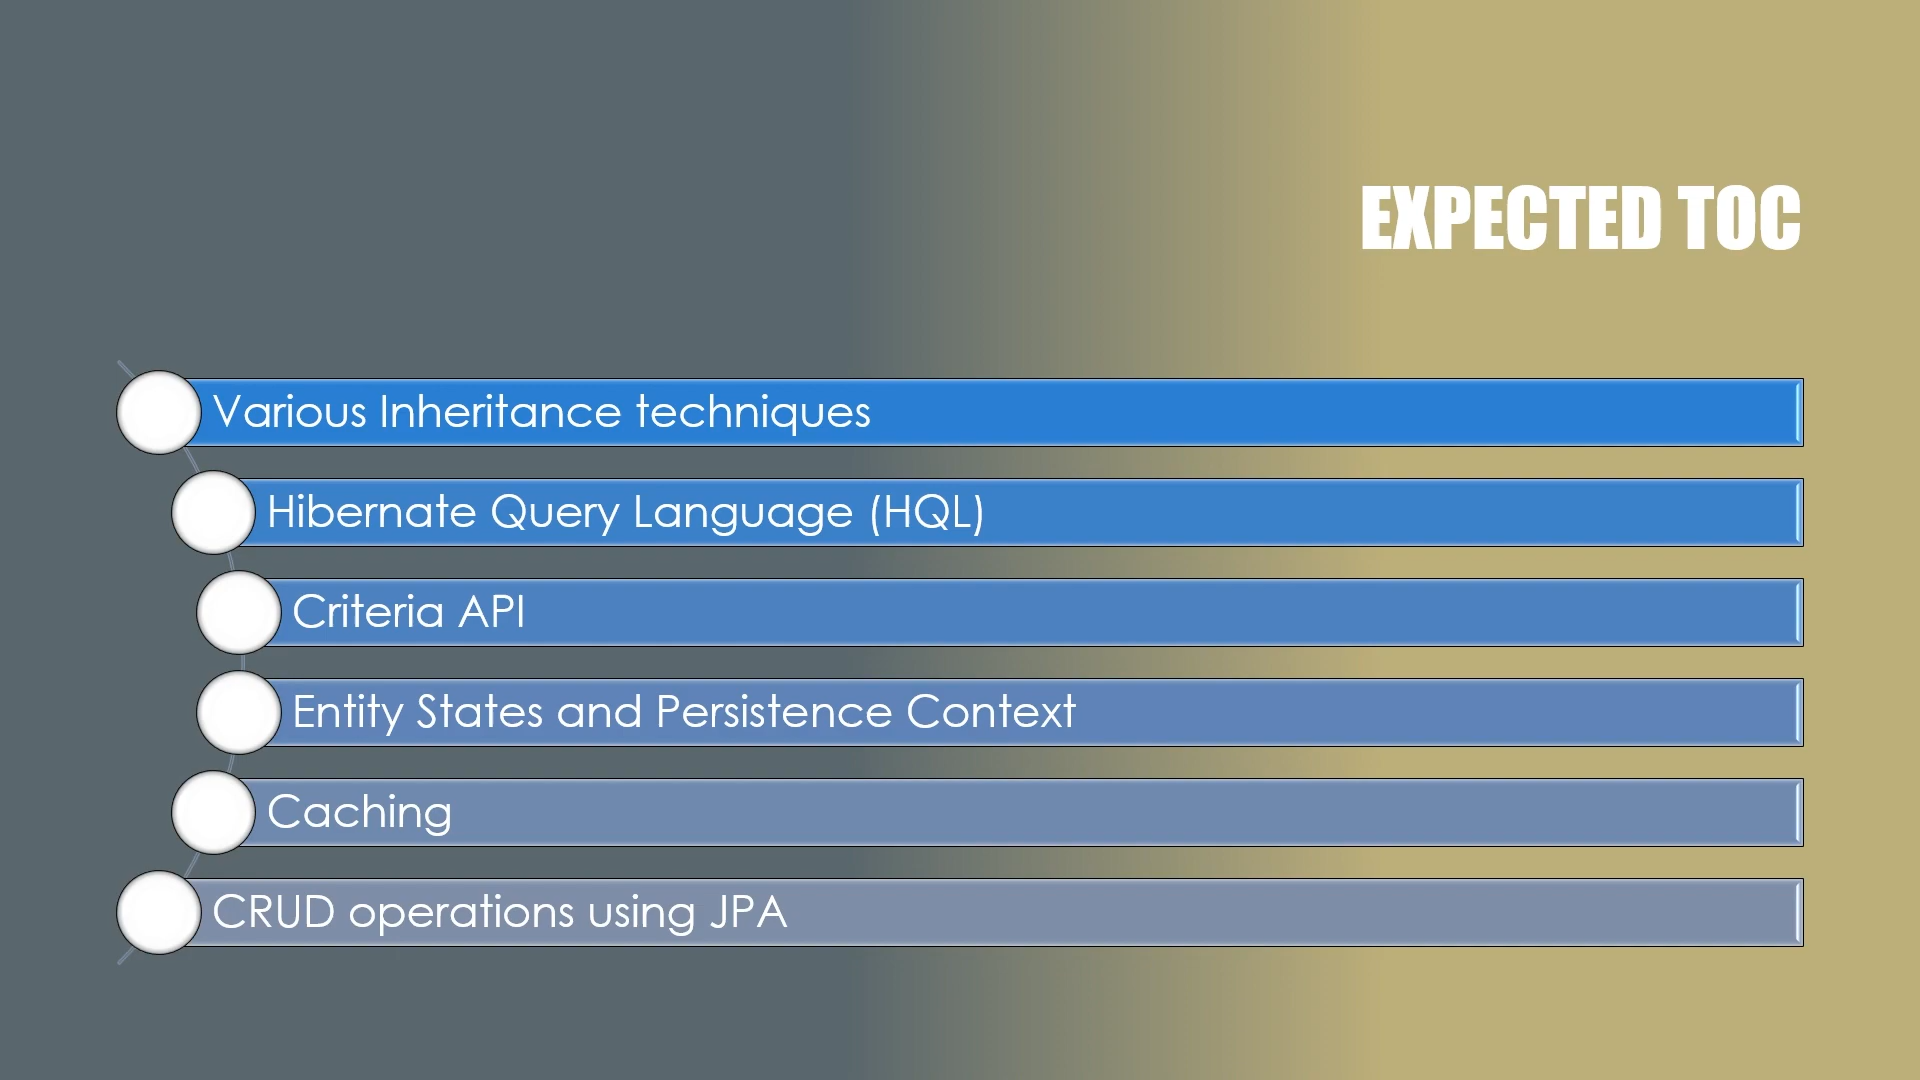 EXPECTED TOC
Various Inheritance techniques
Hibernate Query Language (HQL)
Criteria API
Entity States and Persistence Context
Caching
CRUD operations using JPA